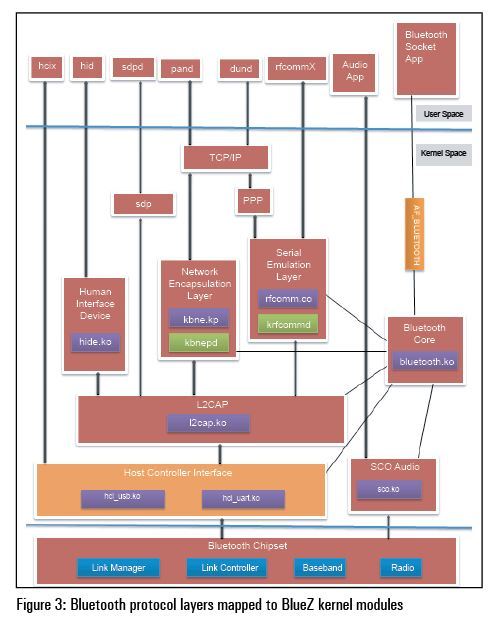 hcix
hid
sdpd
pand
dund
rfcommX
Audio
App
Bluetooth
Socket
App
User Space
Kernel Space
TCP/IP
sdp
PPP
AF_BLUETOOTH
Human
Interface
Device
hide.ko
Network
Encapsulation
Layer
kbne.kp
kbnepd
Serial
Emulation
Layer
rfcomm.co
krfcommd
Bluetooth
Core
bluetooth.ko
L2CAP
l2cap.ko
Host Controller Interface
hcl_usb.ko
hcl_uart.ko
SCO Audio
sco.ko
Bluetooth Chipset
Link Manager
Link Controller
Baseband
Radio
Figure 3: Bluetooth protocol layers mapped to BlueZ kernel modules